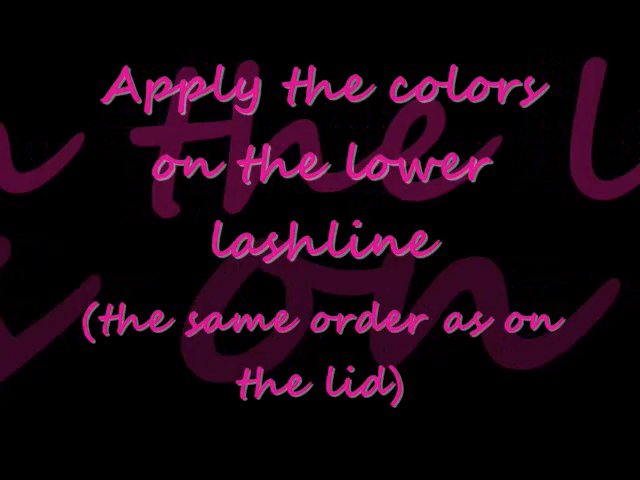 Apply the colors
on the lower
lashline
(the same order as on
the lid)